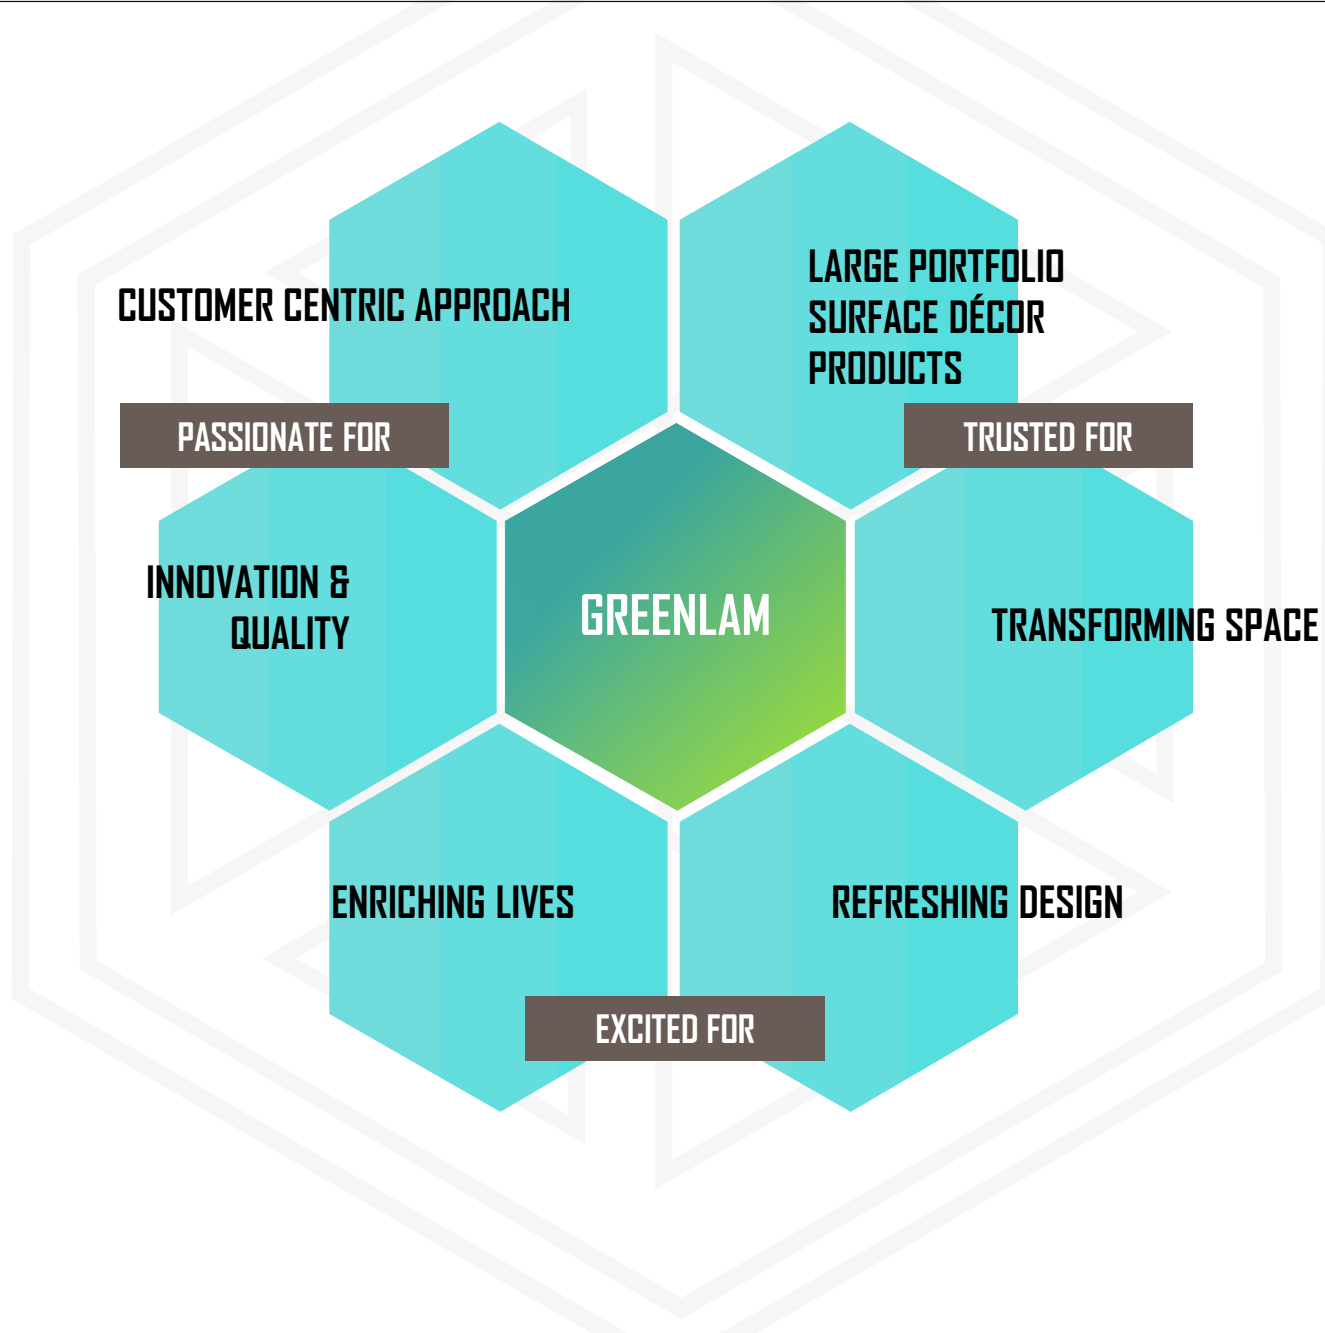 CUSTOMER CENTRIC APPROACH
LARGE PORTFOLIO
SURFACE DÉCOR
PRODUCTS
PASSIONATE FOR
TRUSTED FOR
INNOVATION &
QUALITY
GREENLAM
TRANSFORMING SPACE
ENRICHING LIVES
REFRESHING DESIGN
EXCITED FOR